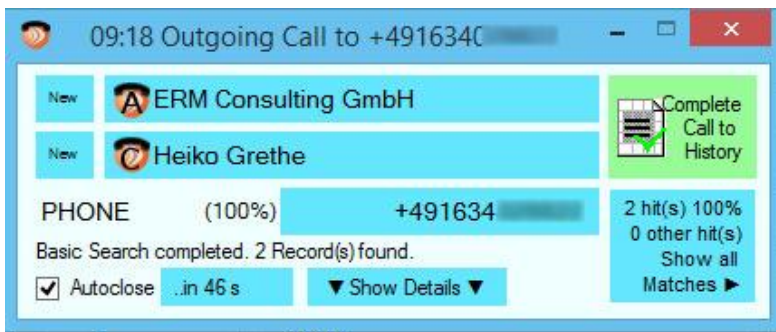 09:18 Outgoing Call to +4916340
New
A ERM Consulting GmbH
New
C Heiko Grethe
Complete
Call to
History
PHONE (100%) +491634
2 hit(s) 100%
0 other hit(s)
Show all
Matches ►
Basic Search completed. 2 Record(s) found.
Autoclose ..in 46 s ▼ Show Details ▼